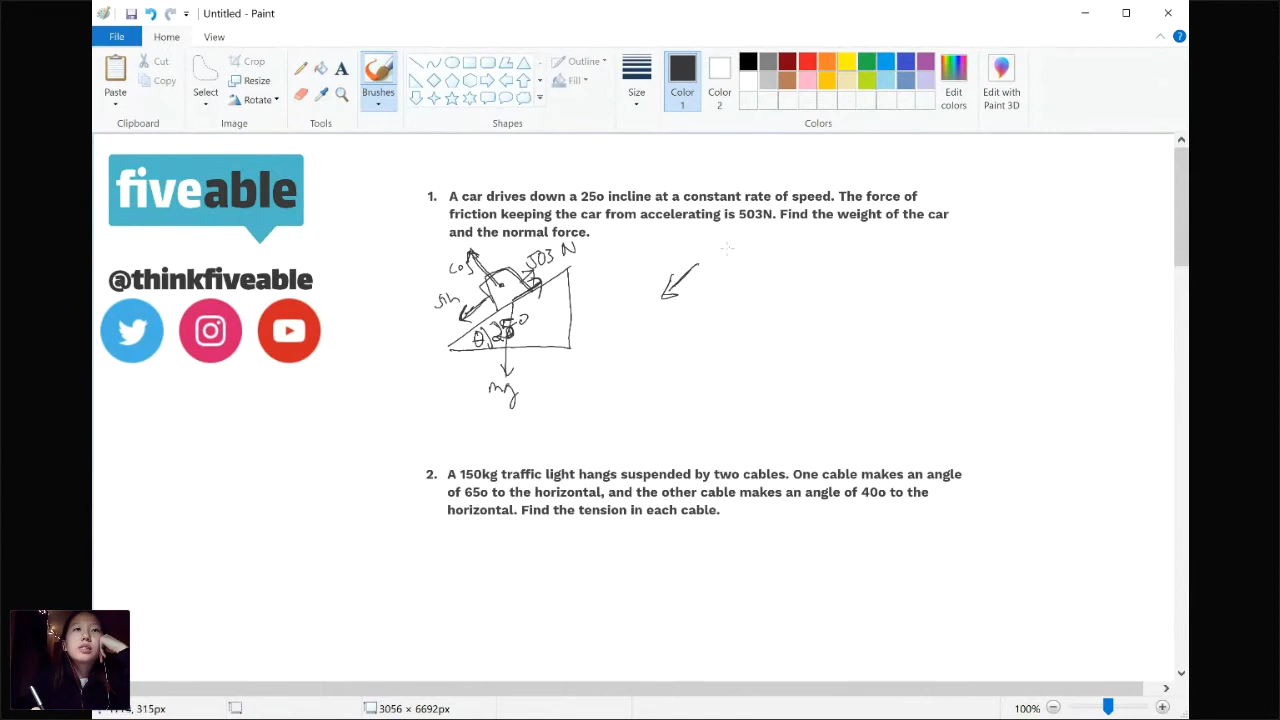 Untitled - Paint
File
Home
View
Cut
Copy
Paste
Clipboard
Select
Crop
Resize
Rotate
Image
A
Tools
Brushes
Outline
Fill
Shapes
Size
Color 1
Color 2
Colors
Edit colors
Edit with Paint 3D
fiveable
@thinkfiveable
1. A car drives down a 25o incline at a constant rate of speed. The force of
friction keeping the car from accelerating is 503N. Find the weight of the car
and the normal force.
503 N
cos
sin
θ, 25°
mg
2. A 150kg traffic light hangs suspended by two cables. One cable makes an angle
of 65o to the horizontal, and the other cable makes an angle of 40o to the
horizontal. Find the tension in each cable.
315px
3056 × 6692px
100%